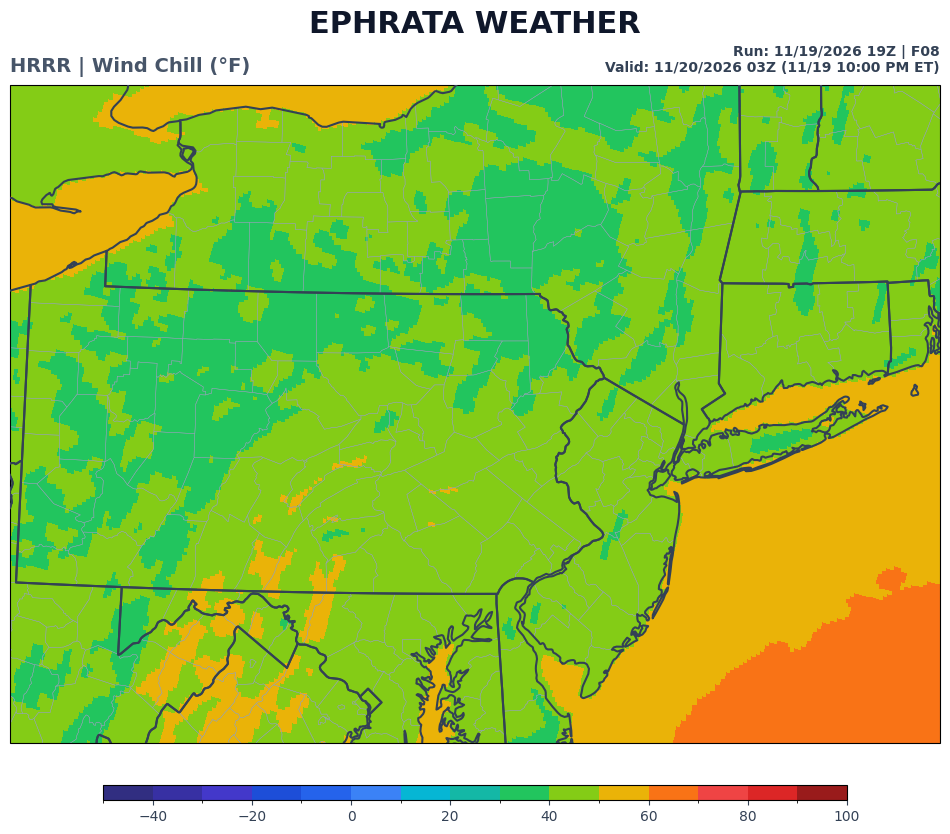 EPHRATA WEATHER
HRRR | Wind Chill (°F)
Run: 11/19/2026 19Z | F08
Valid: 11/20/2026 03Z (11/19 10:00 PM ET)
−40 −20 0 20 40 60 80 100